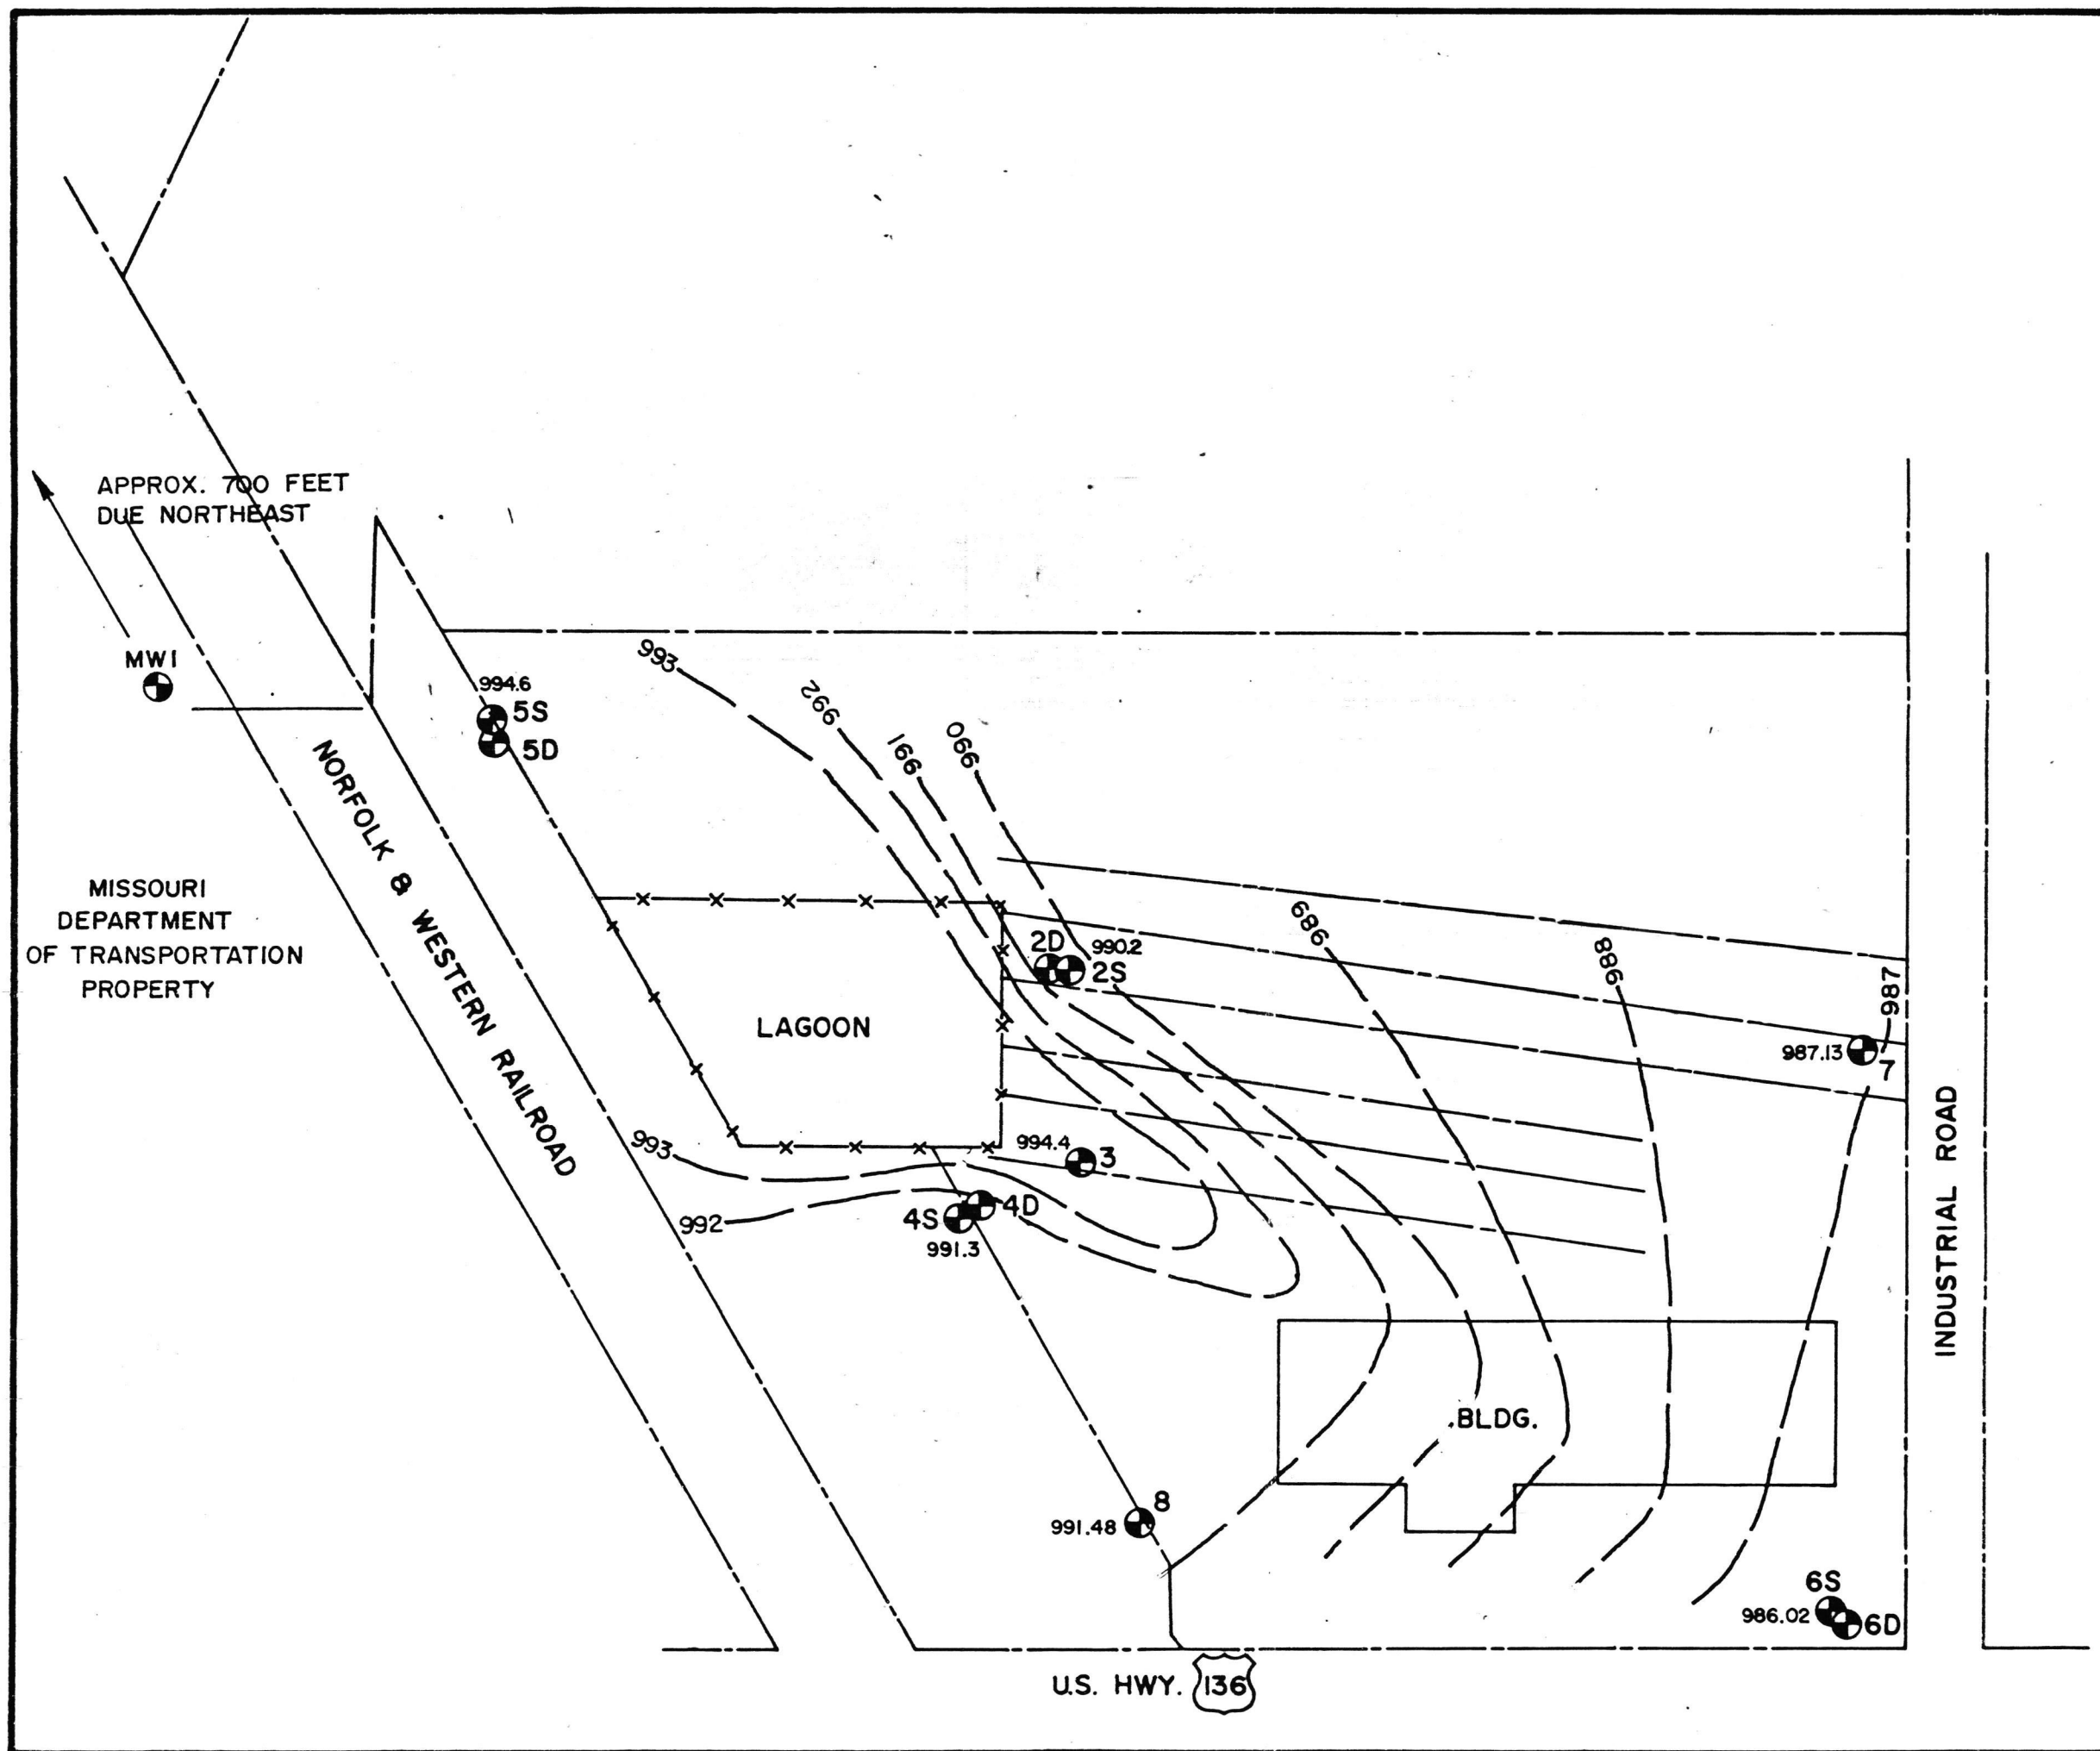 APPROX. 700 FEET
DUE NORTHEAST
MW1
994.6
5S
5D
993
992
991
990
NORFOLK & WESTERN RAILROAD
MISSOURI
DEPARTMENT
OF TRANSPORTATION
PROPERTY
LAGOON
2D
990.2
2S
989
988
987
987.13
7
993
994.4
3
992
4S
4D
991.3
INDUSTRIAL ROAD
BLDG.
8
991.48
6S
986.02
6D
U.S. HWY. 136